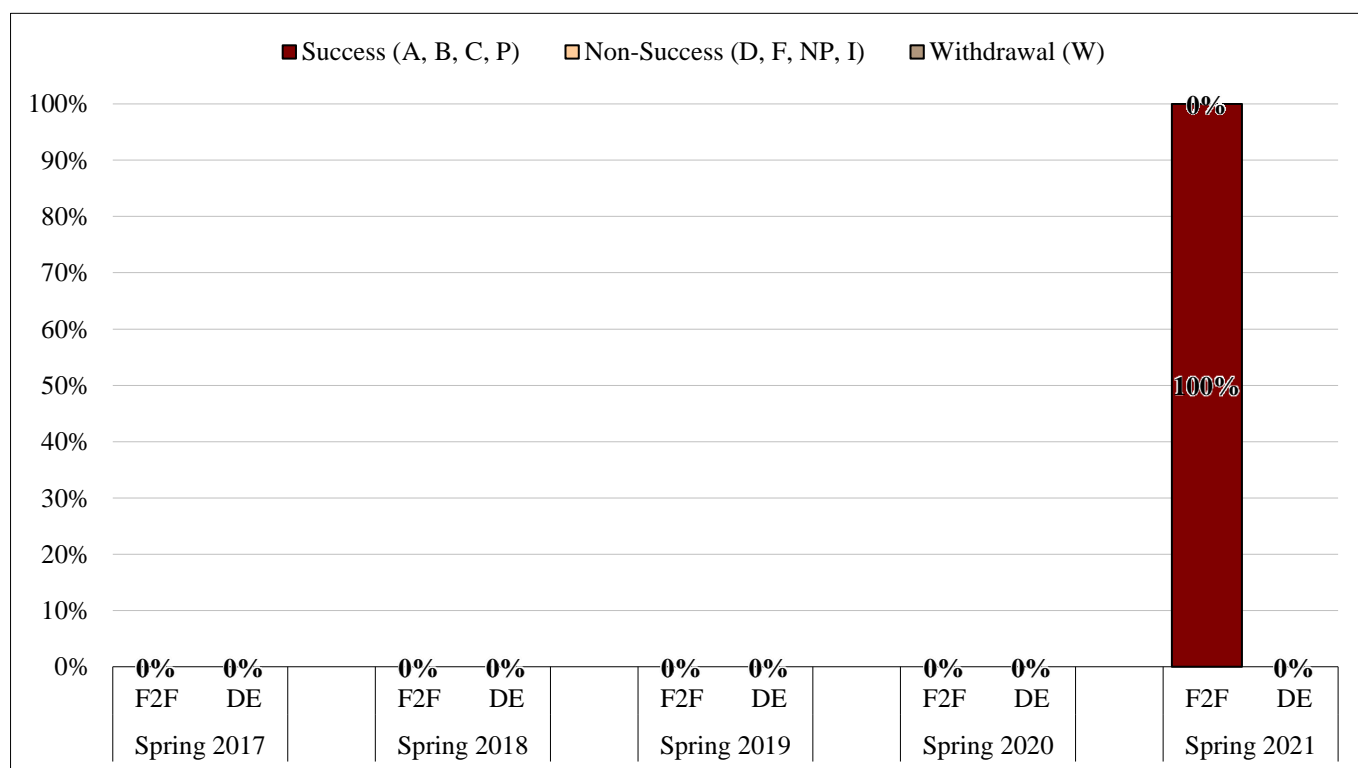 Success (A, B, C, P) Non-Success (D, F, NP, I) Withdrawal (W)
100% 0%
90%
80%
70%
60%
50% 100%
40%
30%
20%
10%
0% 0% 0% 0% 0% 0% 0% 0% 0% 0%
F2F DE F2F DE F2F DE F2F DE F2F DE
Spring 2017 Spring 2018 Spring 2019 Spring 2020 Spring 2021